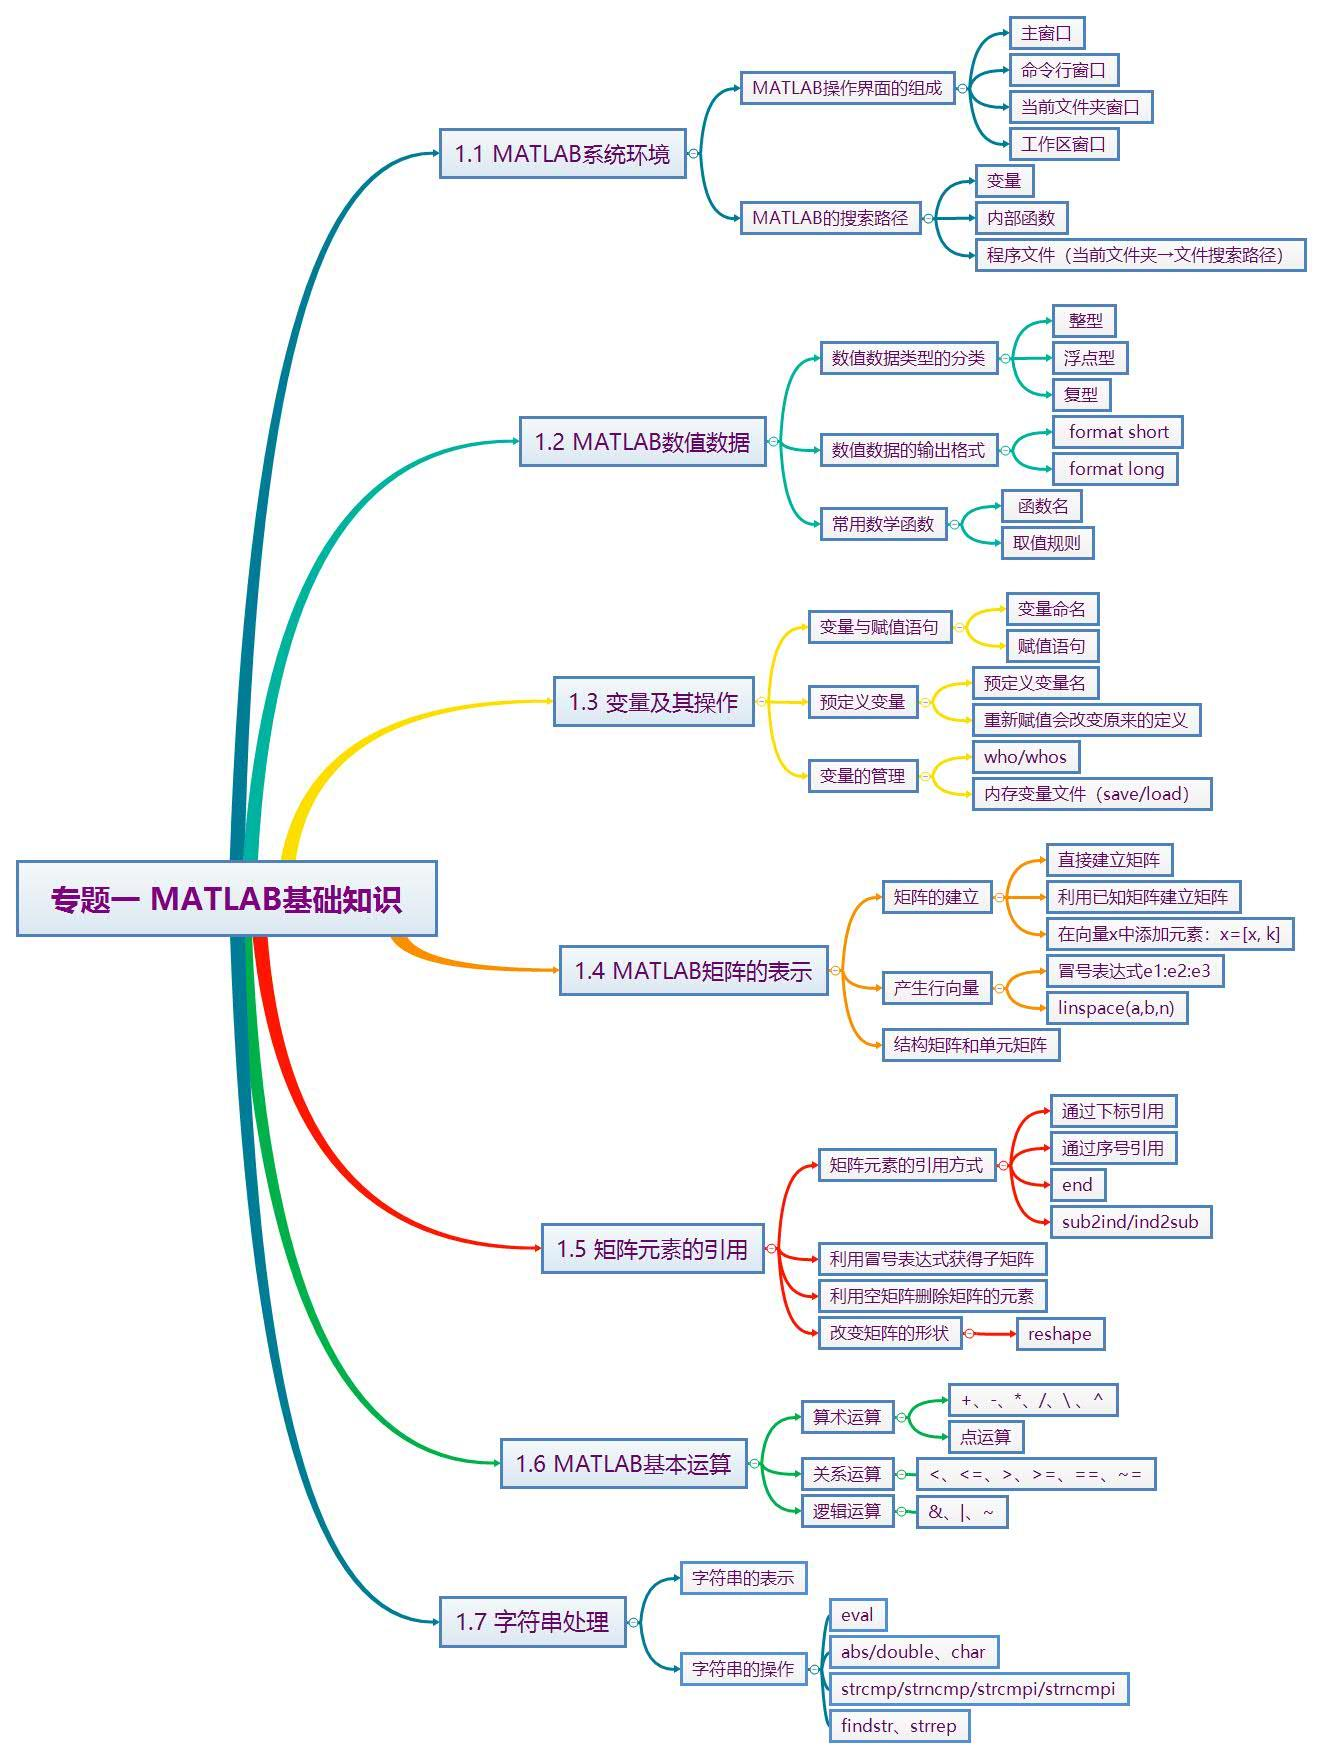 专题一 MATLAB基础知识
1.1 MATLAB系统环境
MATLAB操作界面的组成
主窗口
命令行窗口
当前文件夹窗口
工作区窗口
MATLAB的搜索路径
变量
内部函数
程序文件（当前文件夹→文件搜索路径）
1.2 MATLAB数值数据
数值数据类型的分类
整型
浮点型
复型
数值数据的输出格式
format short
format long
常用数学函数
函数名
取值规则
1.3 变量及其操作
变量与赋值语句
变量命名
赋值语句
预定义变量
预定义变量名
重新赋值会改变原来的定义
变量的管理
who/whos
内存变量文件（save/load）
1.4 MATLAB矩阵的表示
矩阵的建立
直接建立矩阵
利用已知矩阵建立矩阵
在向量x中添加元素：x=[x, k]
产生行向量
冒号表达式e1:e2:e3
linspace(a,b,n)
结构矩阵和单元矩阵
1.5 矩阵元素的引用
矩阵元素的引用方式
通过下标引用
通过序号引用
end
sub2ind/ind2sub
利用冒号表达式获得子矩阵
利用空矩阵删除矩阵的元素
改变矩阵的形状
reshape
1.6 MATLAB基本运算
算术运算
+、-、*、/、\ 、^
点运算
关系运算
<、<=、>、>=、==、~=
逻辑运算
&、|、~
1.7 字符串处理
字符串的表示
字符串的操作
eval
abs/double、char
strcmp/strncmp/strcmpi/strncmpi
findstr、strrep